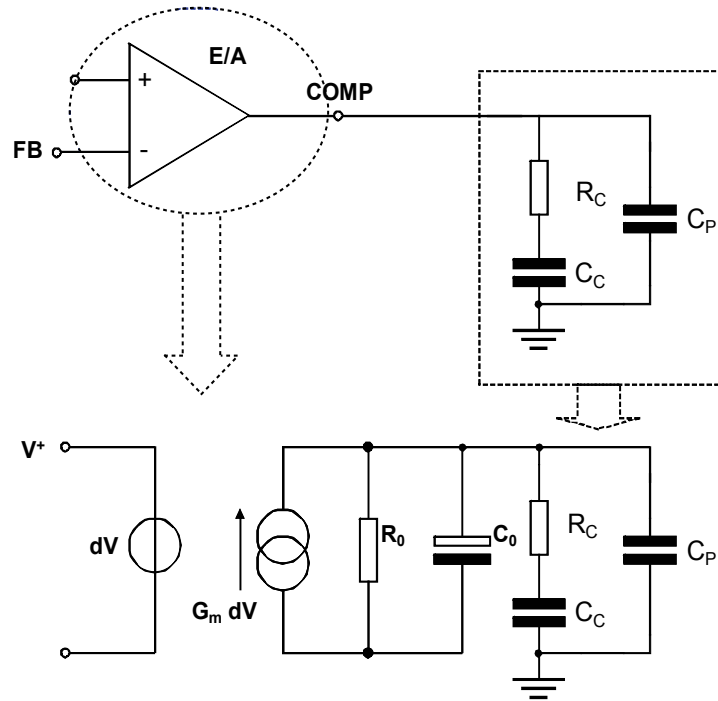 E/A
+
COMP
FB
-
R_C
C_P
C_C
V⁺
dV
G_m dV
R_0
C_0
R_C
C_P
C_C